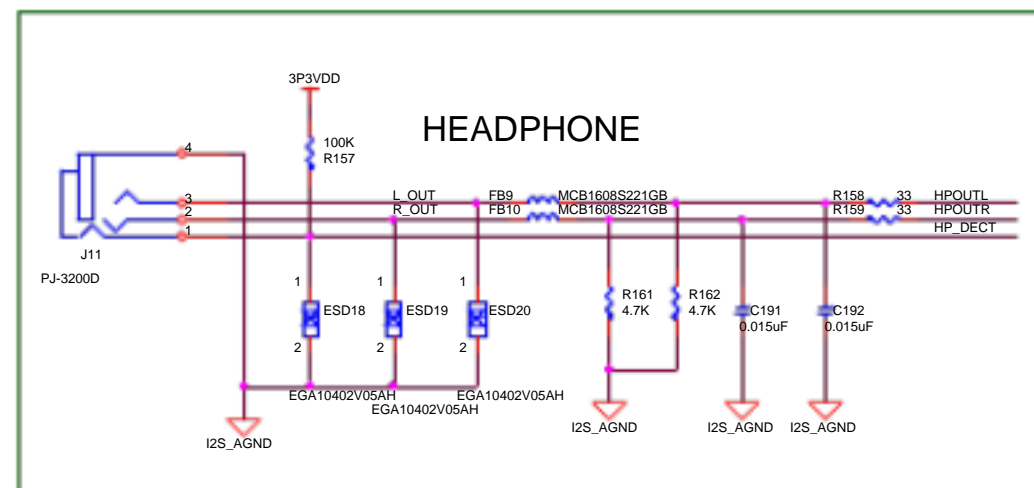 3P3VDD
HEADPHONE
100K
R157
4
3
L_OUT
FB9
MCB1608S221GB
R158
33
HPOUTL
2
R_OUT
FB10
MCB1608S221GB
R159
33
HPOUTR
1
HP_DECT
J11
PJ-3200D
1
1
1
ESD18
ESD19
ESD20
2
2
2
R161
4.7K
R162
4.7K
C191
0.015uF
C192
0.015uF
EGA10402V05AH
EGA10402V05AH
EGA10402V05AH
I2S_AGND
I2S_AGND
I2S_AGND
I2S_AGND